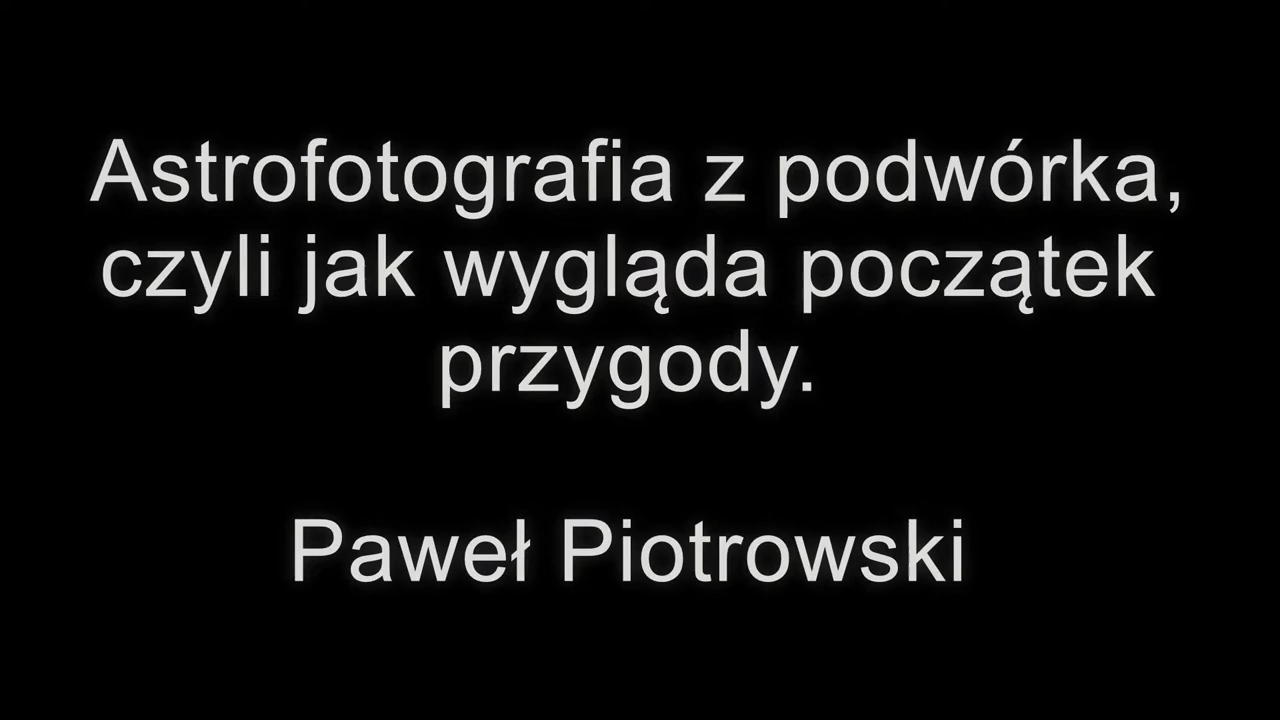 Astrofotografia z podwórka,
czyli jak wygląda początek
przygody.
Paweł Piotrowski